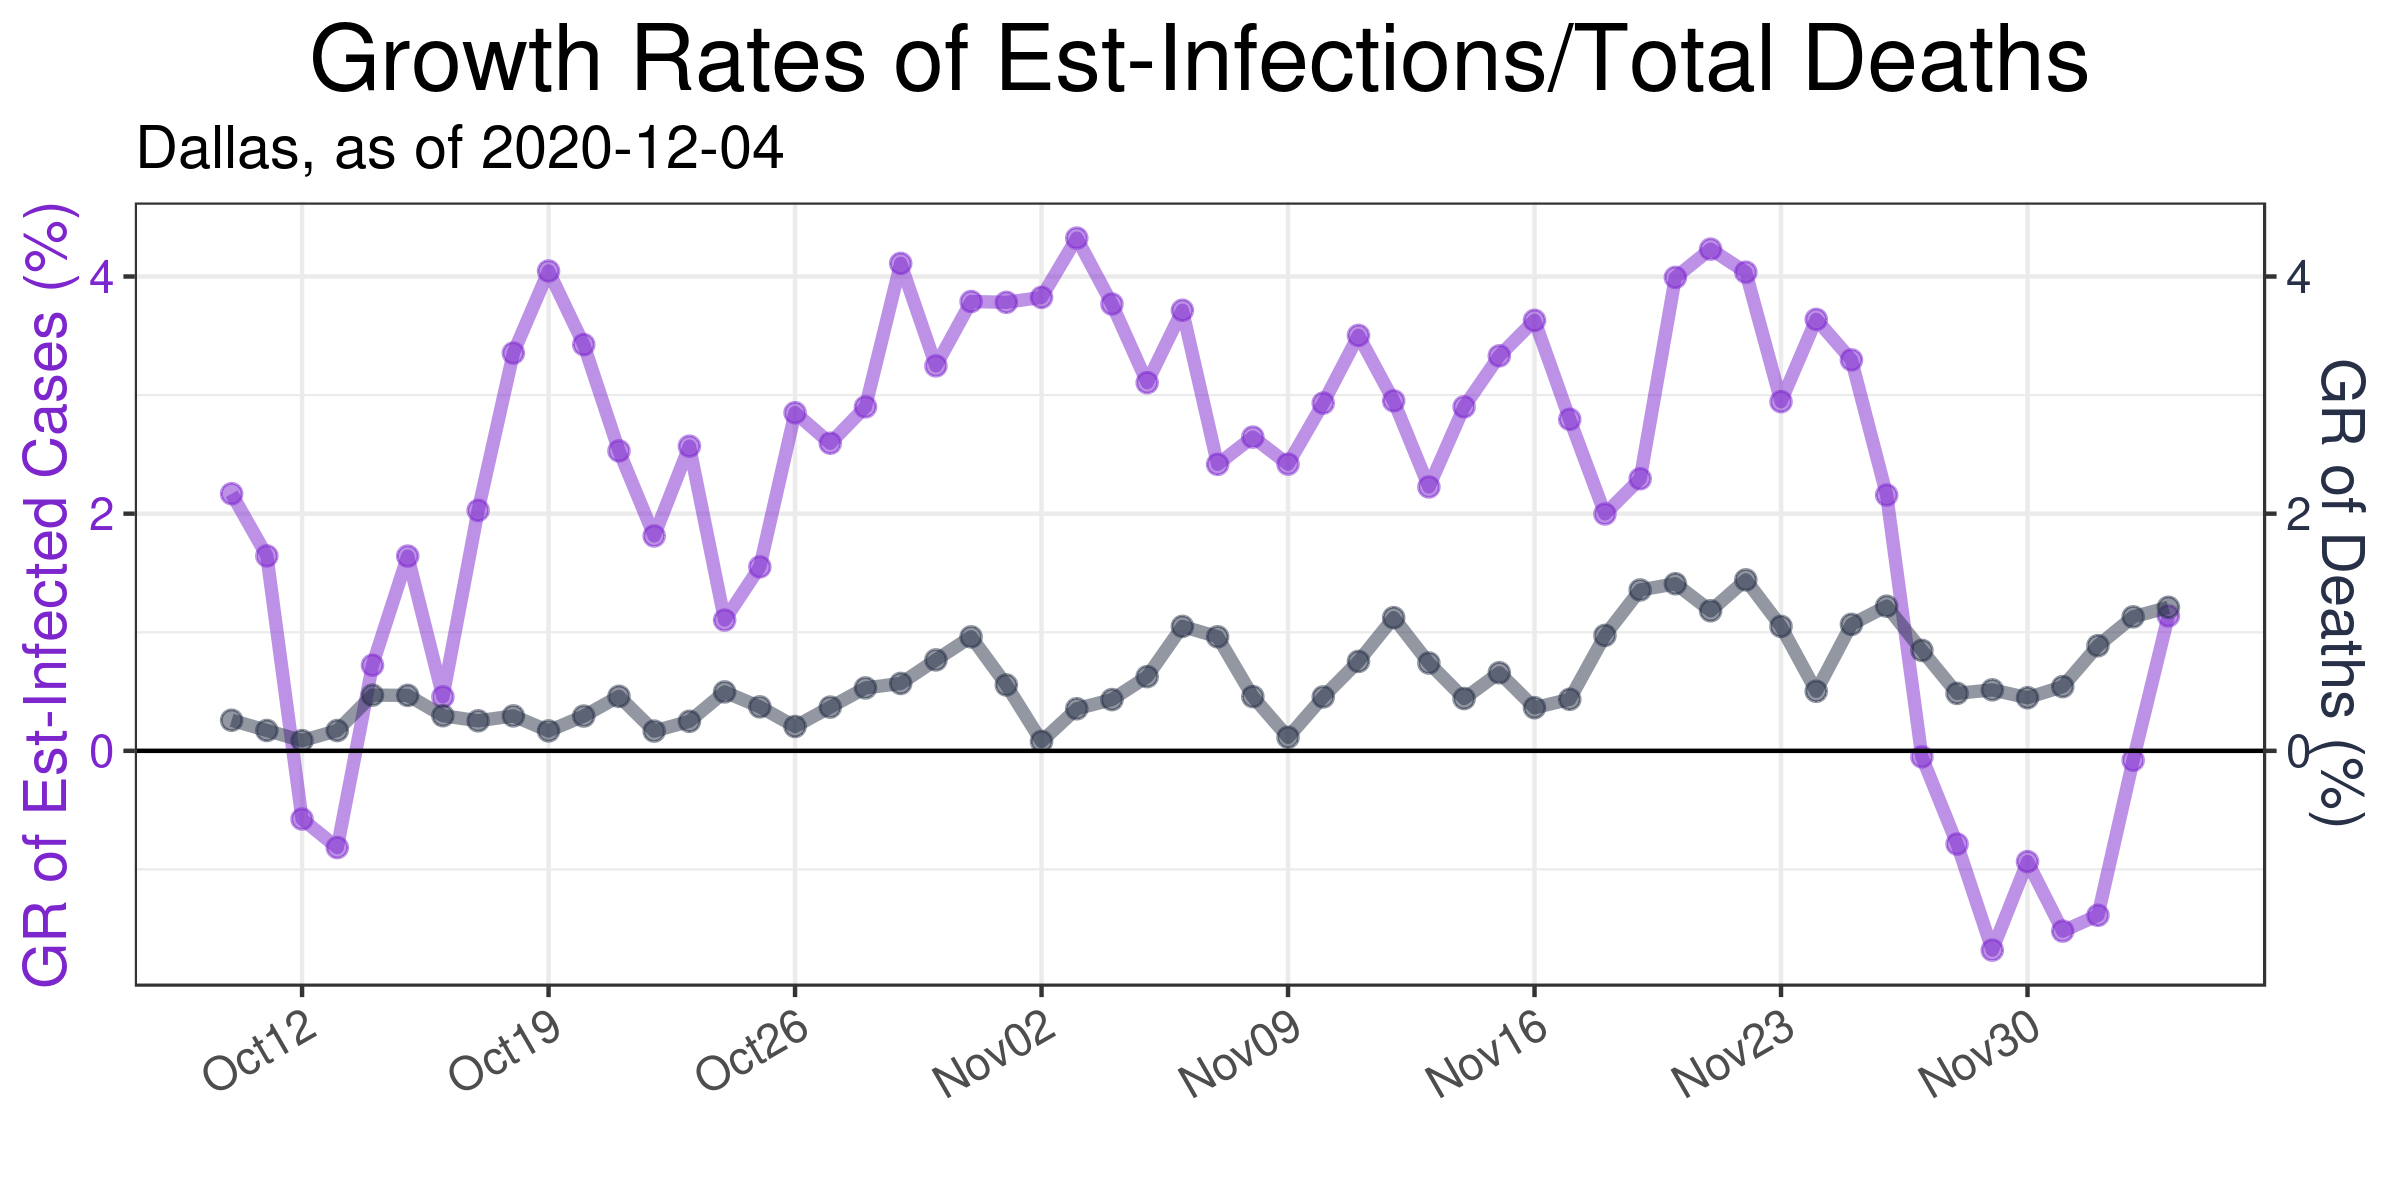 Growth Rates of Est-Infections/Total Deaths
Dallas, as of 2020-12-04
GR of Est-Infected Cases (%)
4
2
0
4
2
0
GR of Deaths (%)
Oct12
Oct19
Oct26
Nov02
Nov09
Nov16
Nov23
Nov30